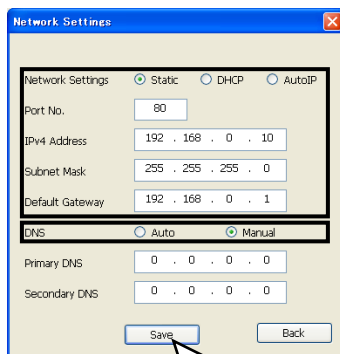 Network Settings
Network Settings Static DHCP AutoIP
Port No. 80
IPv4 Address 192 . 168 . 0 . 10
Subnet Mask 255 . 255 . 255 . 0
Default Gateway 192 . 168 . 0 . 1
DNS Auto Manual
Primary DNS 0 . 0 . 0 . 0
Secondary DNS 0 . 0 . 0 . 0
Save Back